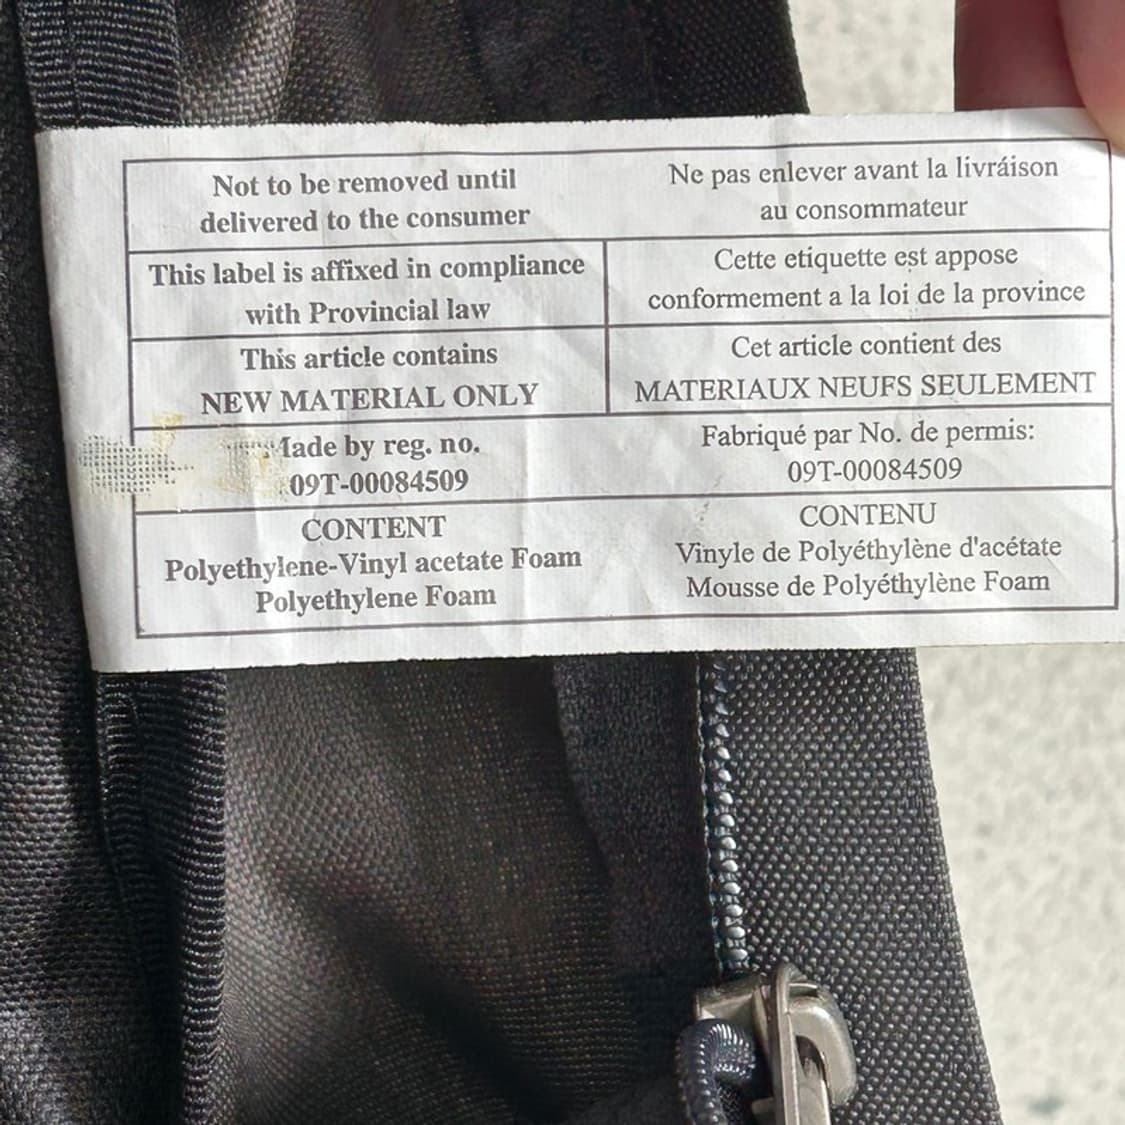 Not to be removed until
delivered to the consumer
Ne pas enlever avant la livráison
au consommateur
This label is affixed in compliance
with Provincial law
Cette etiquette est appose
conformement a la loi de la province
This article contains
NEW MATERIAL ONLY
Cet article contient des
MATERIAUX NEUFS SEULEMENT
Made by reg. no.
09T-00084509
Fabriqué par No. de permis:
09T-00084509
CONTENT
Polyethylene-Vinyl acetate Foam
Polyethylene Foam
CONTENU
Vinyle de Polyéthylène d'acétate
Mousse de Polyéthylène Foam